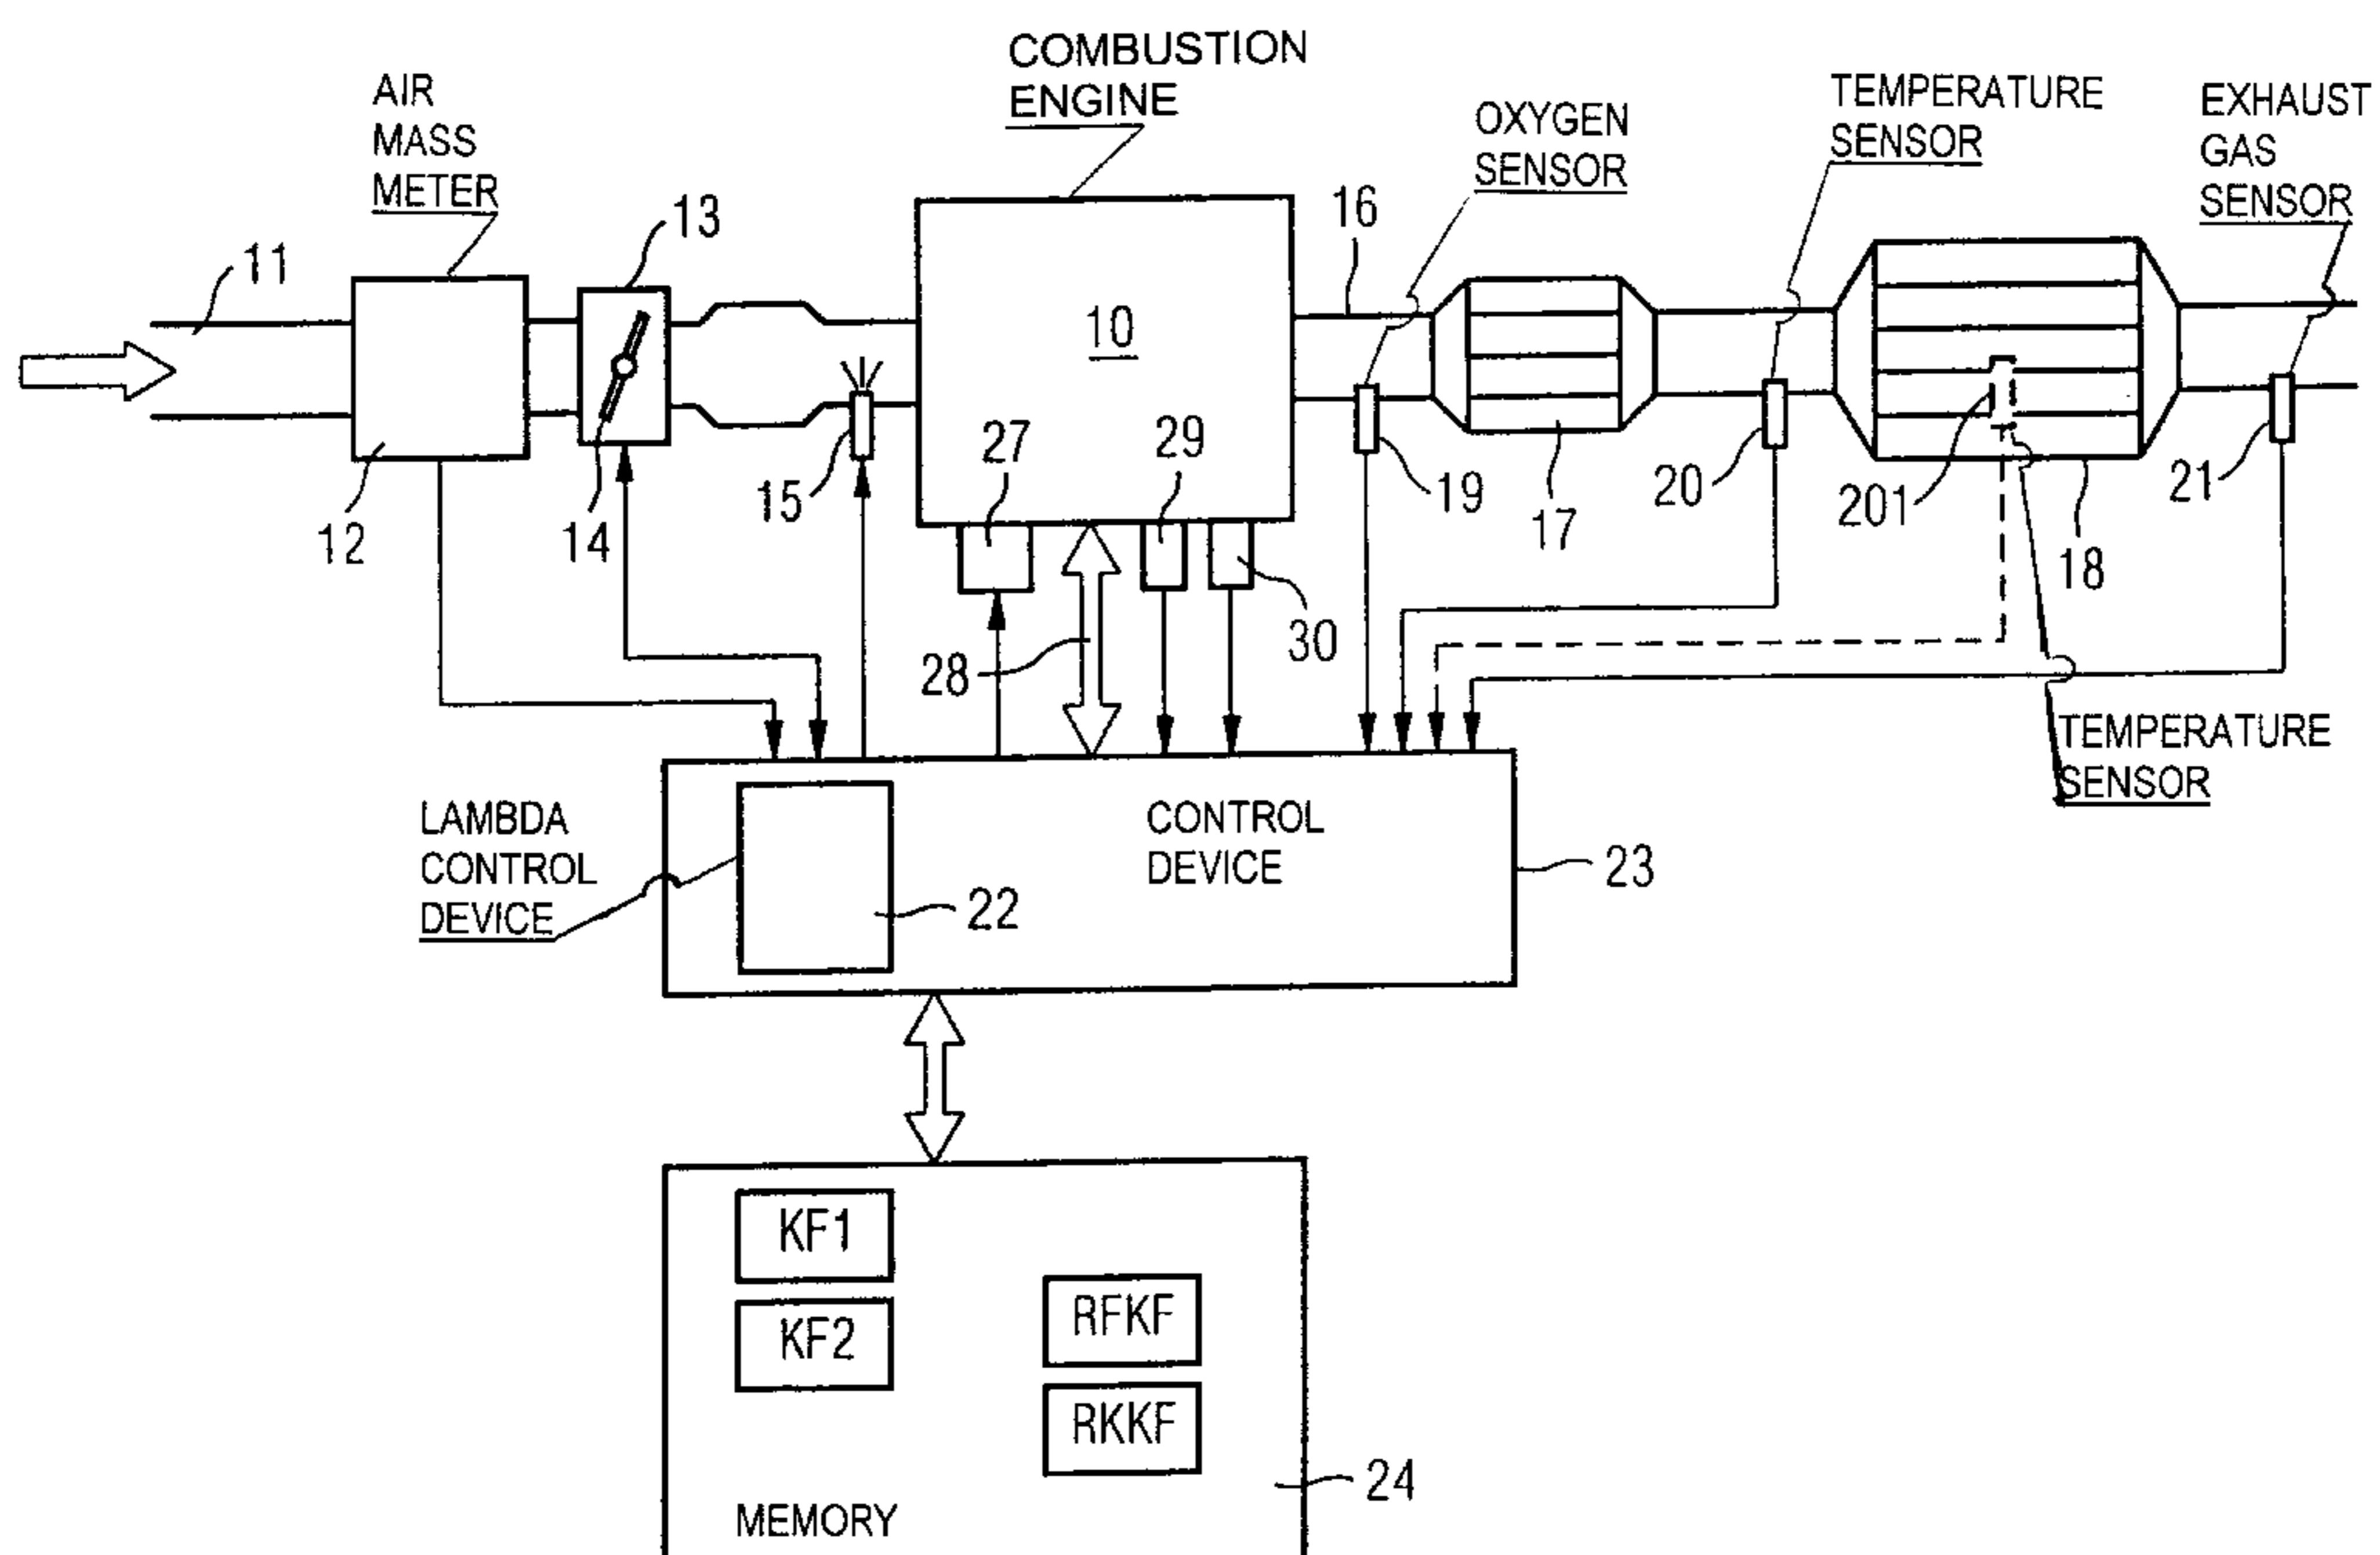 COMBUSTION
ENGINE
AIR
MASS
METER
OXYGEN
SENSOR
TEMPERATURE
SENSOR
EXHAUST
GAS
SENSOR
11
13
16
10
12
14
15
27
29
19
17
20
201
18
21
28
30
TEMPERATURE
SENSOR
LAMBDA
CONTROL
DEVICE
CONTROL
DEVICE
22
23
KF1
KF2
RFKF
RKKF
24
MEMORY